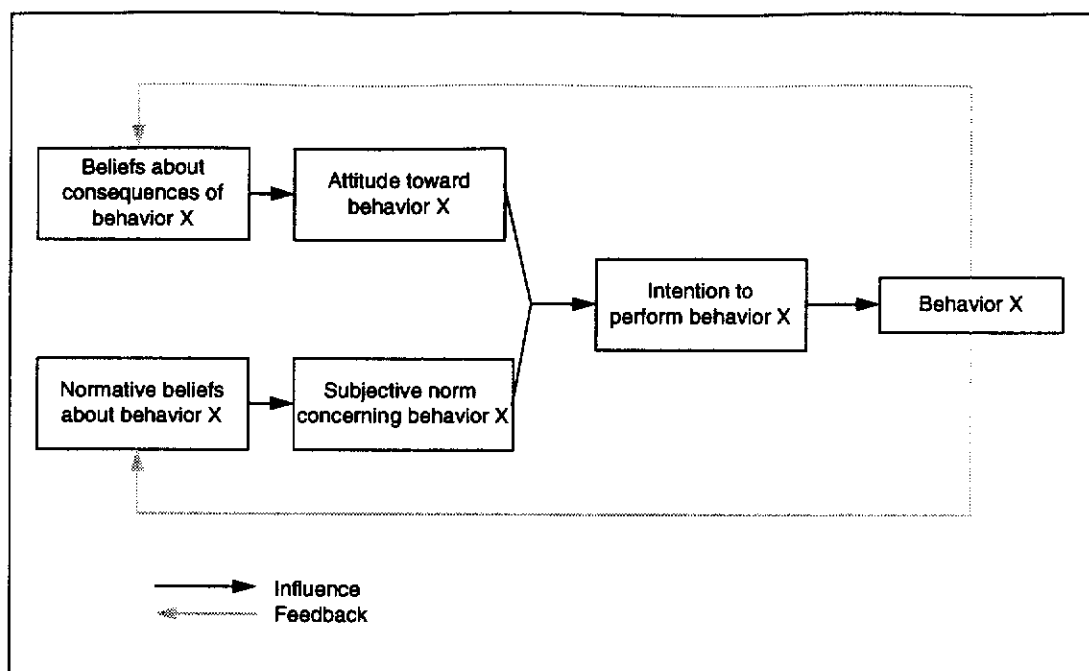 Beliefs about
consequences of
behavior X
Attitude toward
behavior X
Intention to
perform behavior X
Behavior X
Normative beliefs
about behavior X
Subjective norm
concerning behavior X
Influence
Feedback